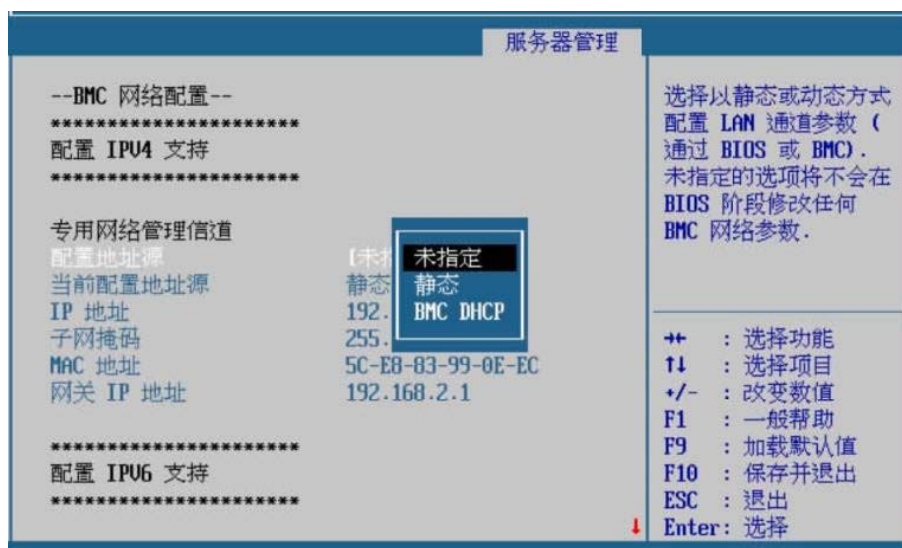 服务器管理
--BMC 网络配置--
**********************
配置 IPV4 支持
**********************
专用网络管理信道
配置地址源 [未
当前配置地址源 静态
IP 地址 192.
子网掩码 255.
MAC 地址 5C-E8-83-99-0E-EC
网关 IP 地址 192.168.2.1
**********************
配置 IPV6 支持
**********************
未指定
静态
BMC DHCP
选择以静态或动态方式
配置 LAN 通道参数 (
通过 BIOS 或 BMC).
未指定的选项将不会在
BIOS 阶段修改任何
BMC 网络参数.
→← : 选择功能
↑↓ : 选择项目
+/- : 改变数值
F1 : 一般帮助
F9 : 加载默认值
F10 : 保存并退出
ESC : 退出
Enter: 选择